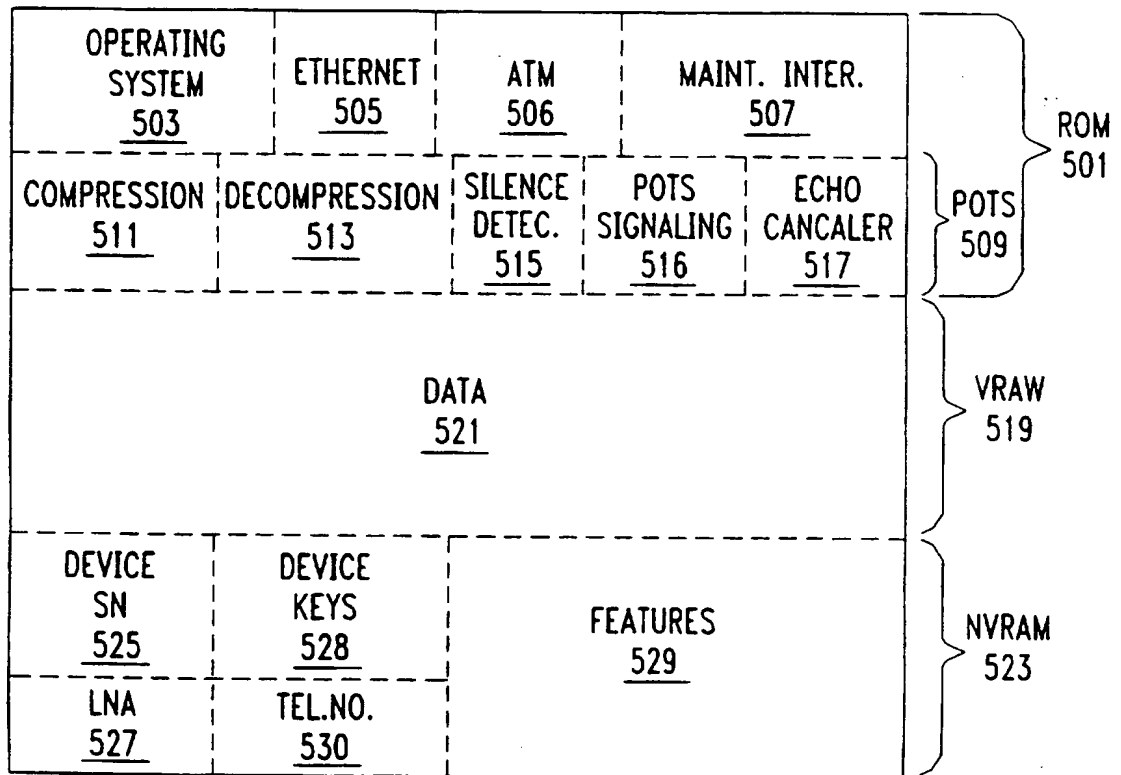 OPERATING
SYSTEM
503
ETHERNET
505
ATM
506
MAINT. INTER.
507
ROM
501
COMPRESSION
511
DECOMPRESSION
513
SILENCE
DETEC.
515
POTS
SIGNALING
516
ECHO
CANCALER
517
POTS
509
DATA
521
VRAW
519
DEVICE
SN
525
DEVICE
KEYS
528
FEATURES
529
NVRAM
523
LNA
527
TEL.NO.
530